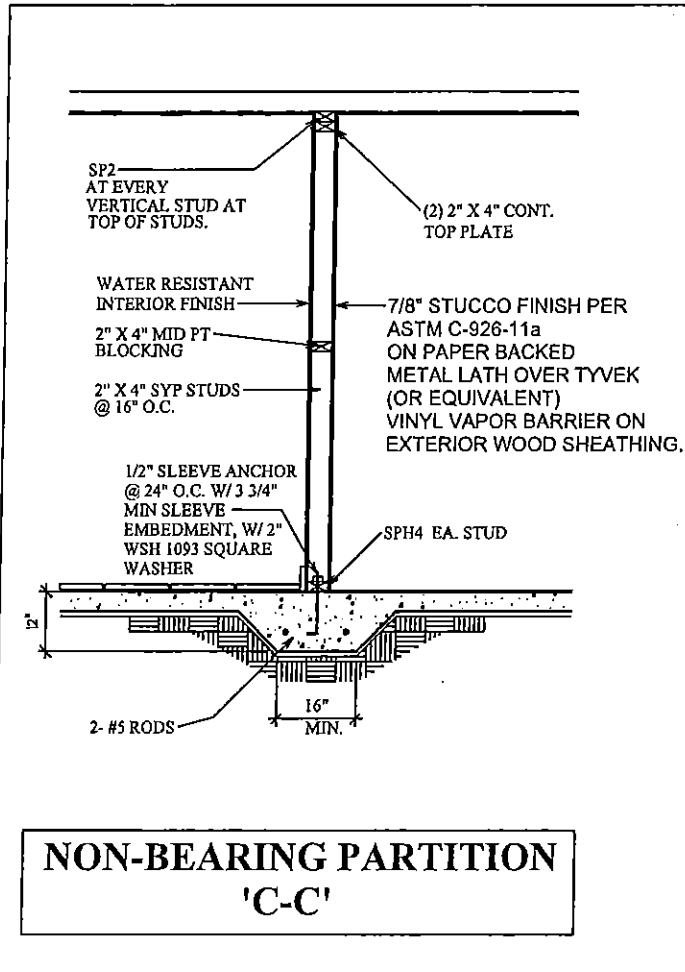 SP2
AT EVERY
VERTICAL STUD AT
TOP OF STUDS.
(2) 2" X 4" CONT.
TOP PLATE
WATER RESISTANT
INTERIOR FINISH
2" X 4" MID PT
BLOCKING
2" X 4" SYP STUDS
@ 16" O.C.
7/8" STUCCO FINISH PER
ASTM C-926-11a
ON PAPER BACKED
METAL LATH OVER TYVEK
(OR EQUIVALENT)
VINYL VAPOR BARRIER ON
EXTERIOR WOOD SHEATHING.
1/2" SLEEVE ANCHOR
@ 24" O.C. W/ 3 3/4"
MIN SLEEVE
EMBEDMENT, W/ 2"
WSH 1093 SQUARE
WASHER
SPH4 EA. STUD
12"
2- #5 RODS
16"
MIN.
NON-BEARING PARTITION
'C-C'